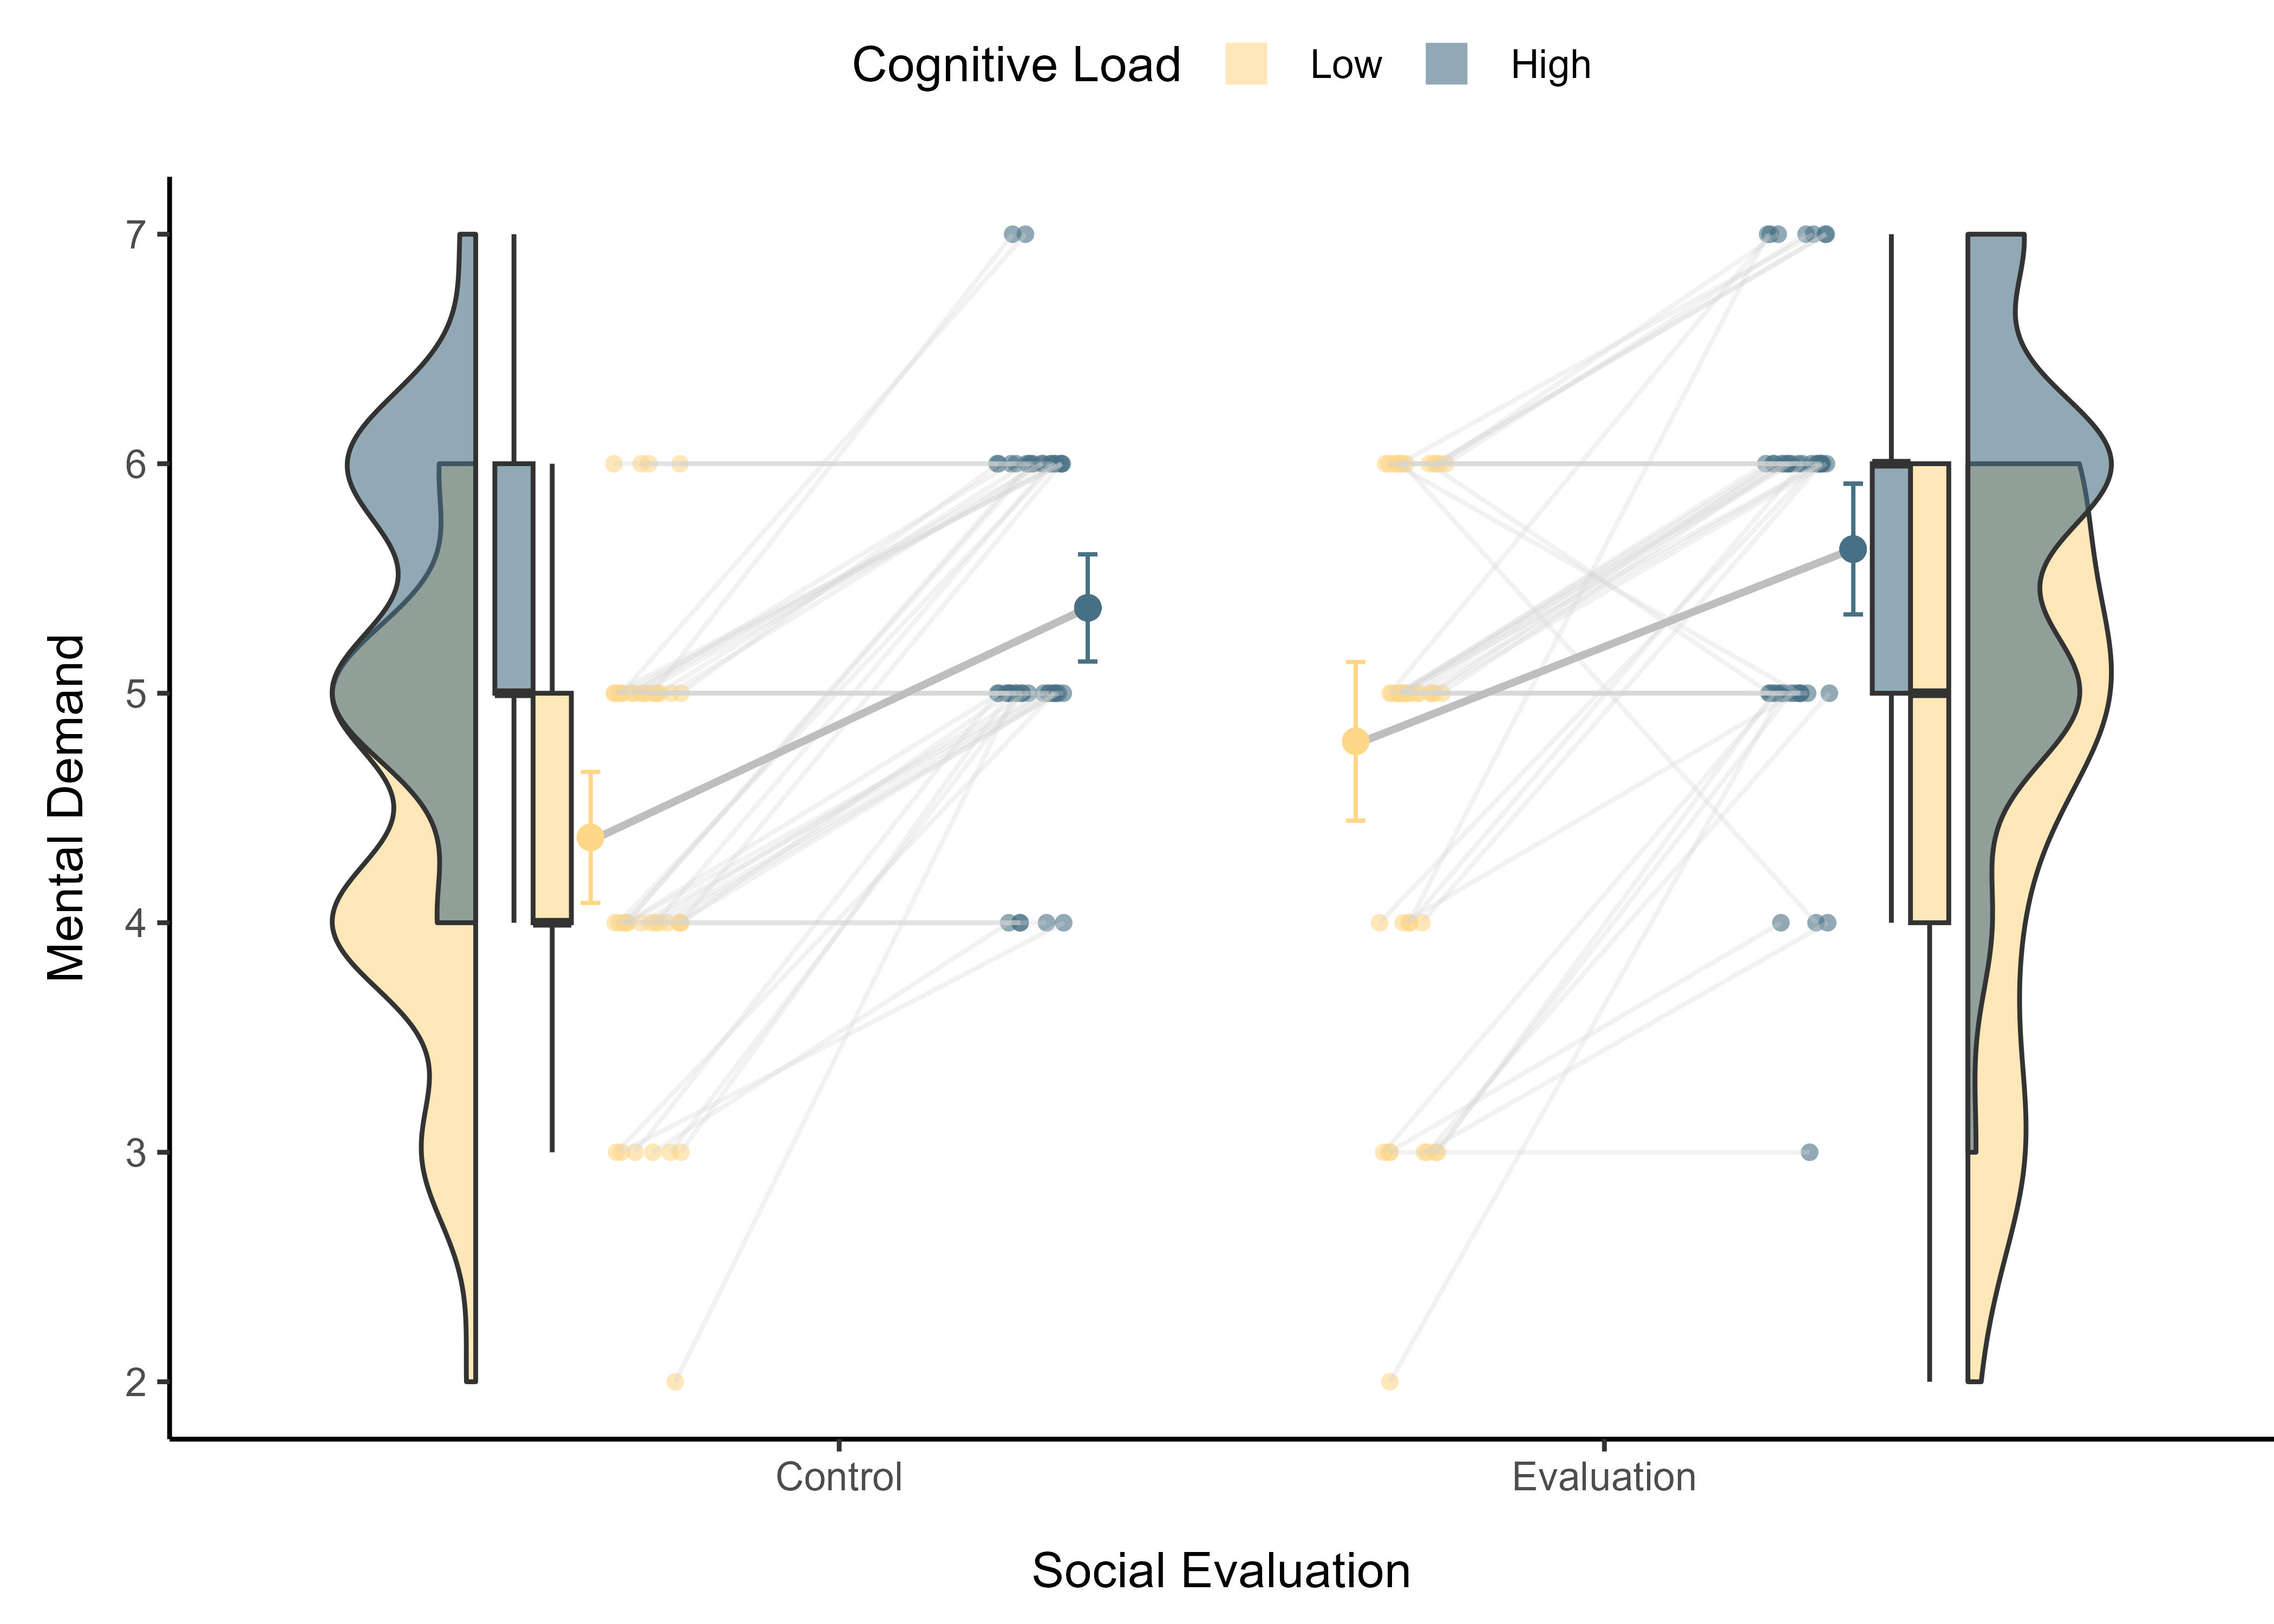 Cognitive Load Low High
7
6
5
4
3
2
Mental Demand
Control Evaluation
Social Evaluation